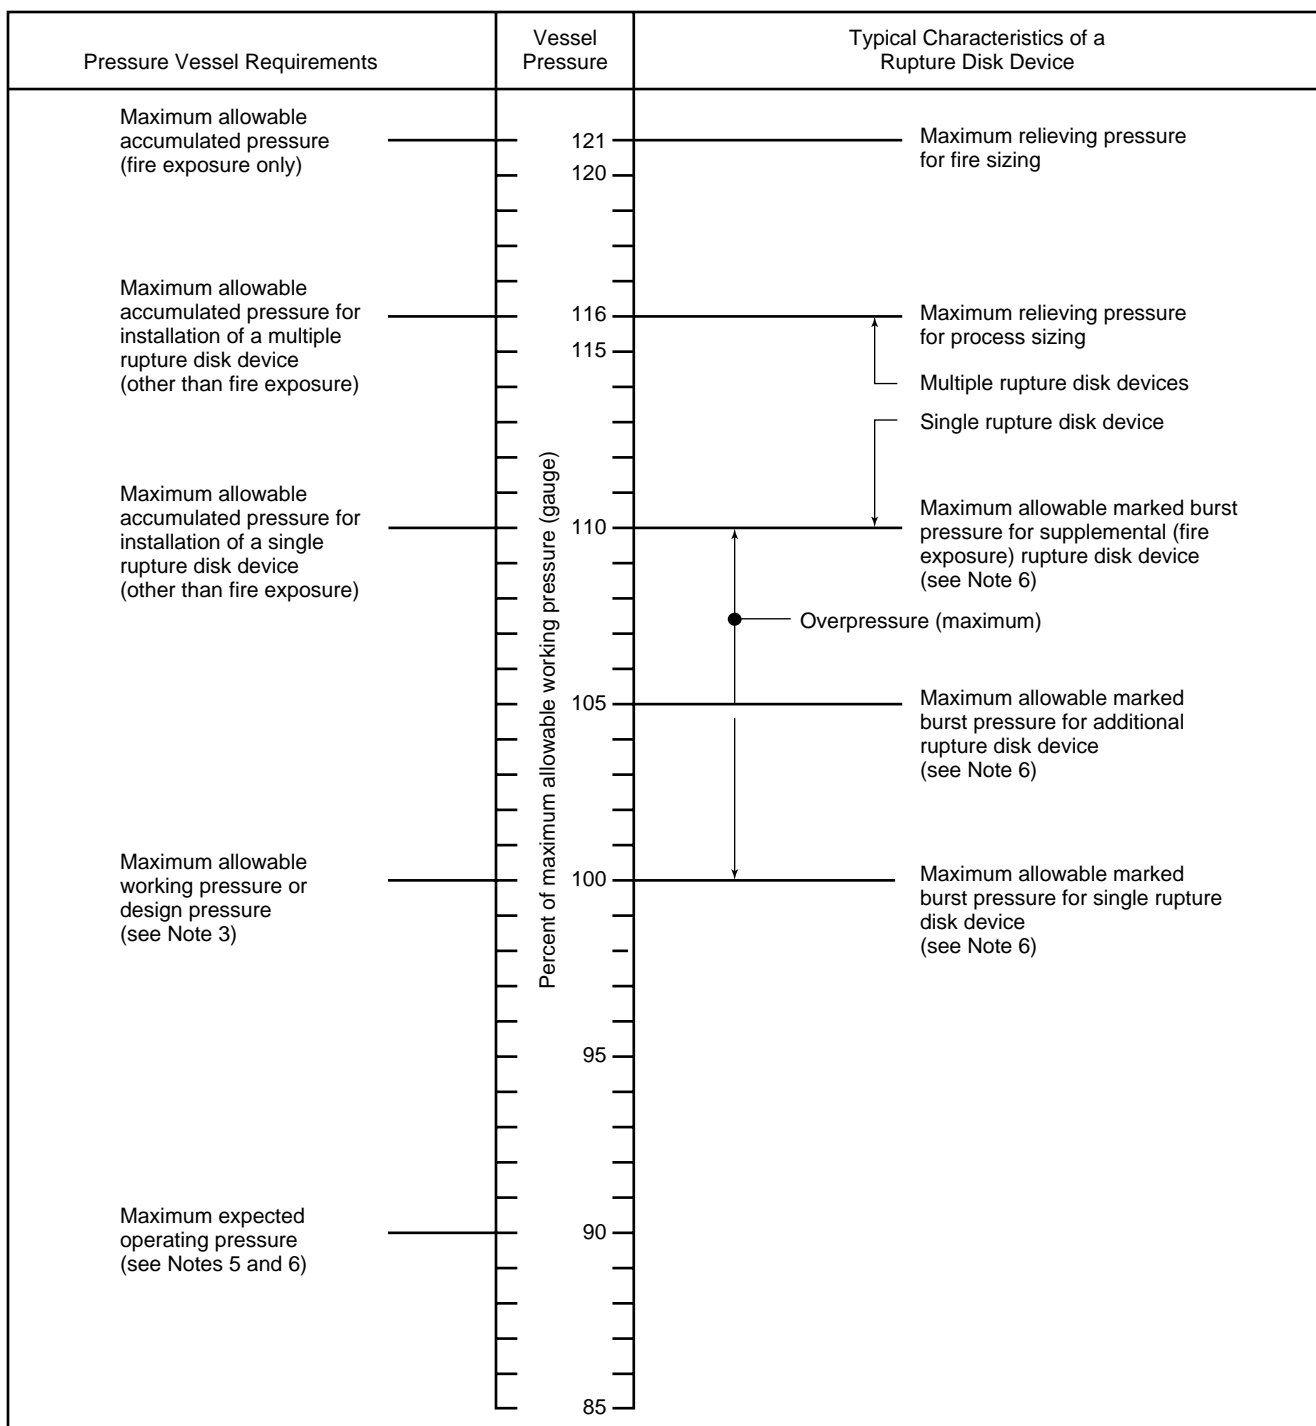 Pressure Vessel Requirements
Vessel
Pressure
Typical Characteristics of a
Rupture Disk Device
Maximum allowable
accumulated pressure
(fire exposure only)
121
120
Maximum relieving pressure
for fire sizing
Maximum allowable
accumulated pressure for
installation of a multiple
rupture disk device
(other than fire exposure)
116
115
Maximum relieving pressure
for process sizing
Multiple rupture disk devices
Single rupture disk device
Percent of maximum allowable working pressure (gauge)
Maximum allowable
accumulated pressure for
installation of a single
rupture disk device
(other than fire exposure)
110
Maximum allowable marked burst
pressure for supplemental (fire
exposure) rupture disk device
(see Note 6)
Overpressure (maximum)
105
Maximum allowable marked
burst pressure for additional
rupture disk device
(see Note 6)
Maximum allowable
working pressure or
design pressure
(see Note 3)
100
Maximum allowable marked
burst pressure for single rupture
disk device
(see Note 6)
95
Maximum expected
operating pressure
(see Notes 5 and 6)
90
85